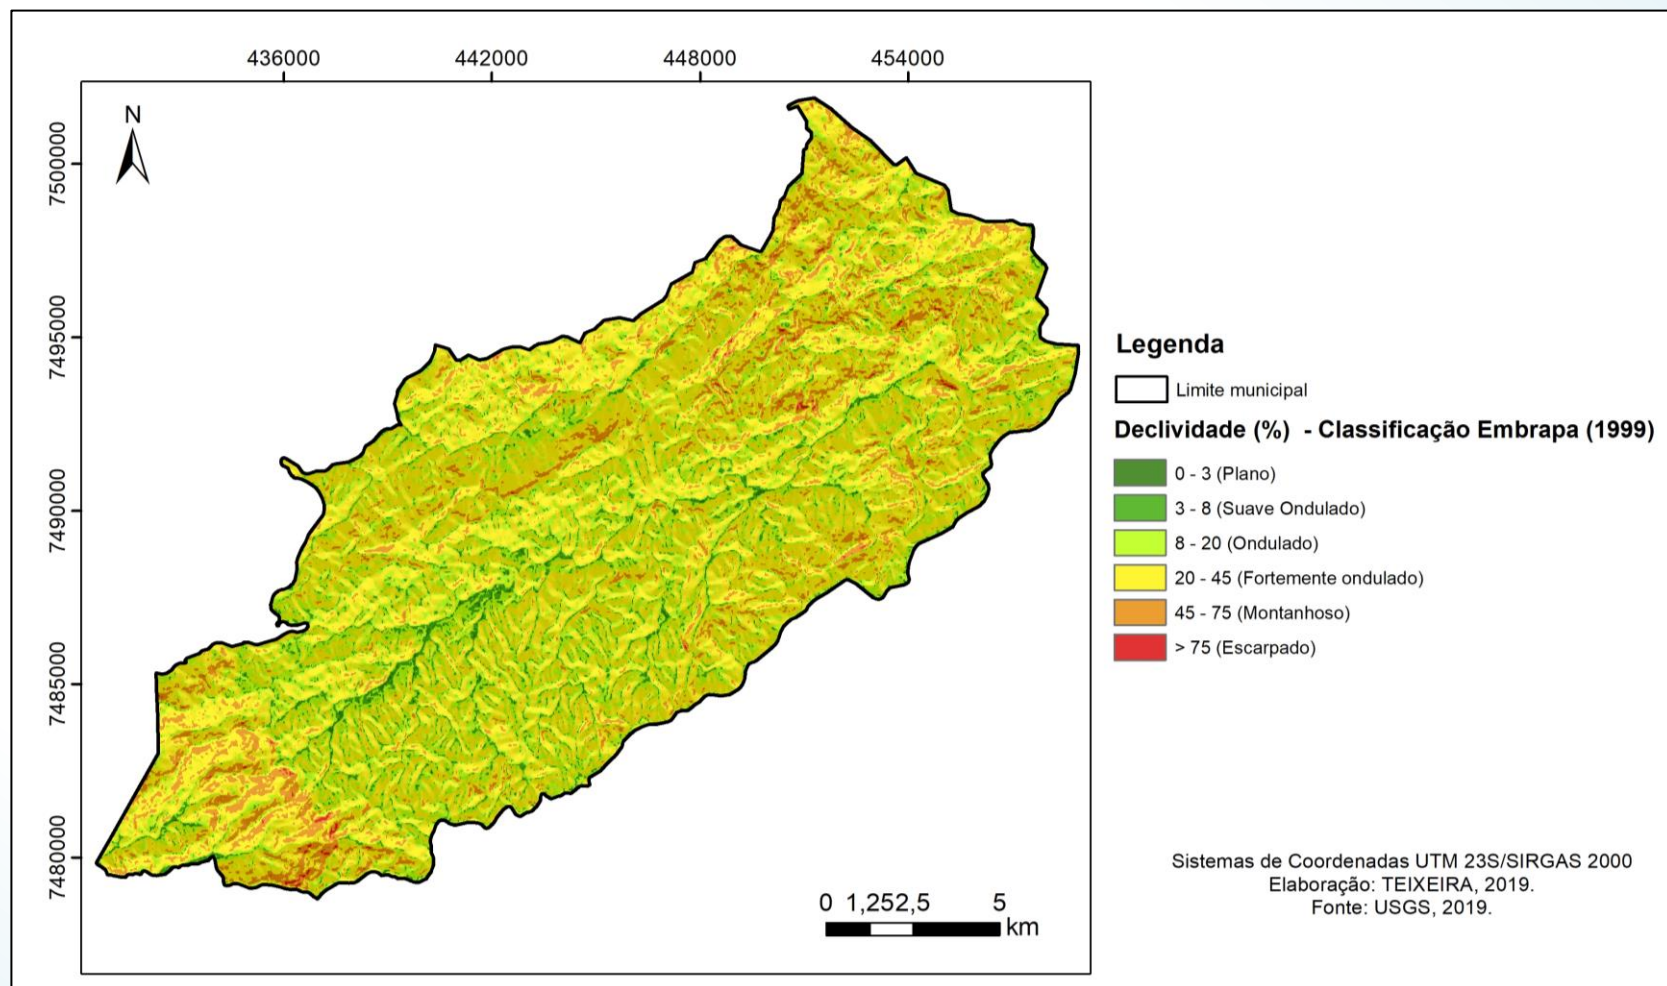 436000 442000 448000 454000
N
7500000
7495000
7490000
7485000
7480000
Legenda
Limite municipal
Declividade (%) - Classificação Embrapa (1999)
0 - 3 (Plano)
3 - 8 (Suave Ondulado)
8 - 20 (Ondulado)
20 - 45 (Fortemente ondulado)
45 - 75 (Montanhoso)
> 75 (Escarpado)
Sistemas de Coordenadas UTM 23S/SIRGAS 2000
Elaboração: TEIXEIRA, 2019.
Fonte: USGS, 2019.
0 1,252,5 5
km